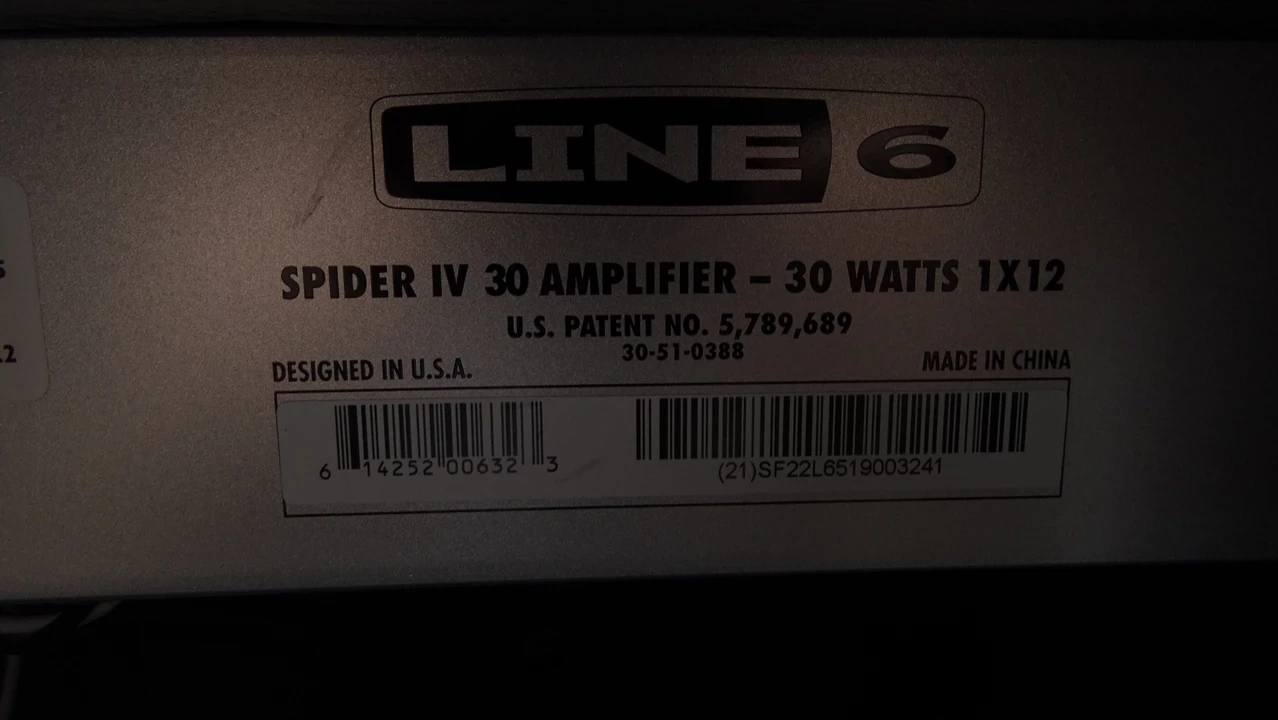 LINE 6
SPIDER IV 30 AMPLIFIER – 30 WATTS 1X12
U.S. PATENT NO. 5,789,689
30-51-0388
DESIGNED IN U.S.A.
MADE IN CHINA
6 14252 00632 3
(21)SF22L6519003241